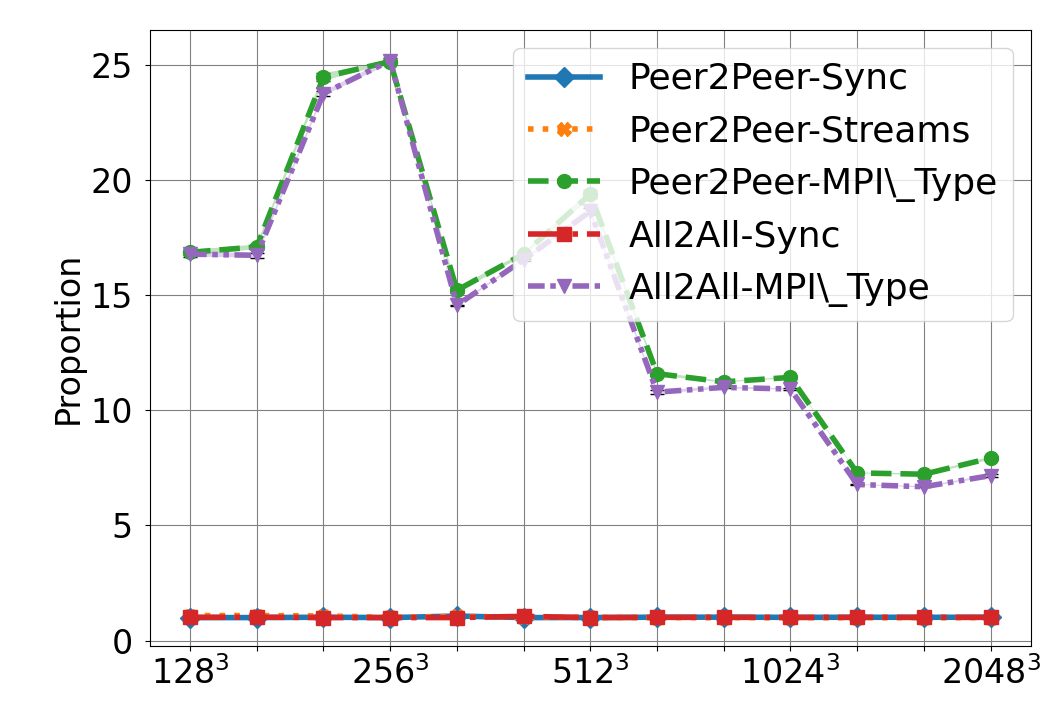 25
20
15
10
5
0
Proportion
Peer2Peer-Sync
Peer2Peer-Streams
Peer2Peer-MPI\_Type
All2All-Sync
All2All-MPI\_Type
128³ 256³ 512³ 1024³ 2048³